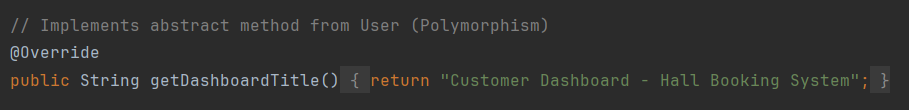 // Implements abstract method from User (Polymorphism)
@Override
public String getDashboardTitle() { return "Customer Dashboard - Hall Booking System"; }